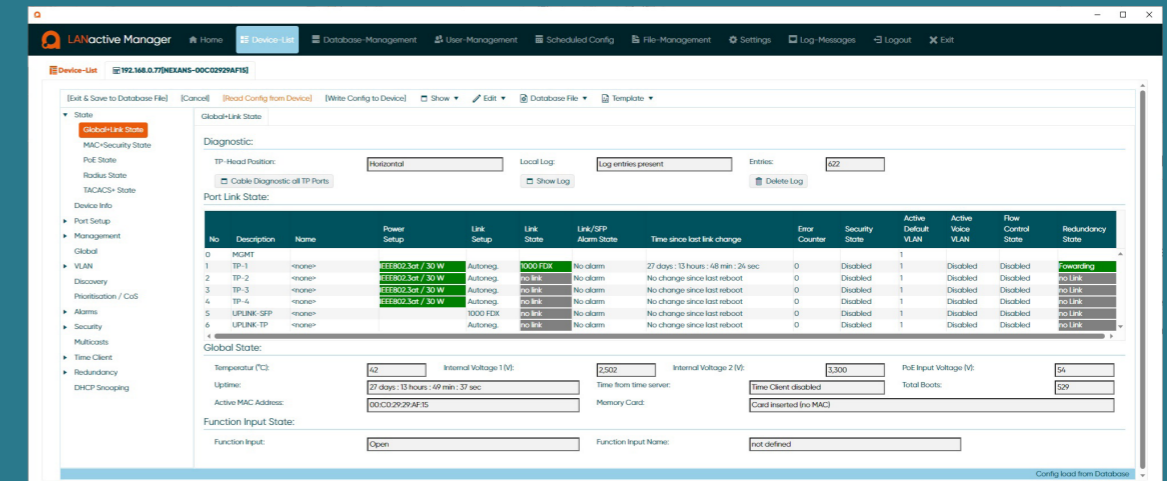 LANactive Manager Home Device-List Database-Management User-Management Scheduled Config File-Management Settings Log-Messages Logout Exit
Device-List 192.168.0.77[NEXANS-00C02929AF15]
[Exit & Save to Database File] [Cancel] [Read Config from Device] [Write Config to Device] Show Edit Database File Template
State
Global+Link State
MAC+Security State
PoE State
Radius State
TACACS+ State
Device Info
Port Setup
Management
Global
VLAN
Discovery
Prioritisation / CoS
Alarms
Security
Multicasts
Time Client
Redundancy
DHCP Snooping
Global+Link State
Diagnostic:
TP-Head Position: Horizontal Local Log: Log entries present Entries: 622
Cable Diagnostic all TP Ports Show Log Delete Log
Port Link State:
No Description Name Power Setup Link Setup Link State Link/SFP Alarm State Time since last link change Error Counter Security State Active Default VLAN Active Voice VLAN Flow Control State Redundancy State
0 MGMT 1
1 TP-1 <none> IEEE802.3at / 30 W Autoneg. 1000 FDX No alarm 27 days : 13 hours : 48 min : 24 sec 0 Disabled 1 Disabled Disabled Fowarding
2 TP-2 <none> IEEE802.3at / 30 W Autoneg. no link No alarm No change since last reboot 0 Disabled 1 Disabled Disabled no Link
3 TP-3 <none> IEEE802.3at / 30 W Autoneg. no link No alarm No change since last reboot 0 Disabled 1 Disabled Disabled no Link
4 TP-4 <none> IEEE802.3at / 30 W Autoneg. no link No alarm No change since last reboot 0 Disabled 1 Disabled Disabled no Link
5 UPLINK-SFP <none> 1000 FDX no link No alarm No change since last reboot 0 Disabled 1 Disabled Disabled no Link
6 UPLINK-TP <none> Autoneg. no link No alarm No change since last reboot 0 Disabled 1 Disabled Disabled no Link
Global State:
Temperatur (°C): 42 Internal Voltage 1 (V): 2,502 Internal Voltage 2 (V): 3,300 PoE Input Voltage (V): 54
Uptime: 27 days : 13 hours : 49 min : 37 sec Time from time server: Time Client disabled Total Boots: 529
Active MAC Address: 00:C0:29:29:AF:15 Memory Card: Card inserted (no MAC)
Function Input State:
Function Input: Open Function Input Name: not defined
Config load from Database